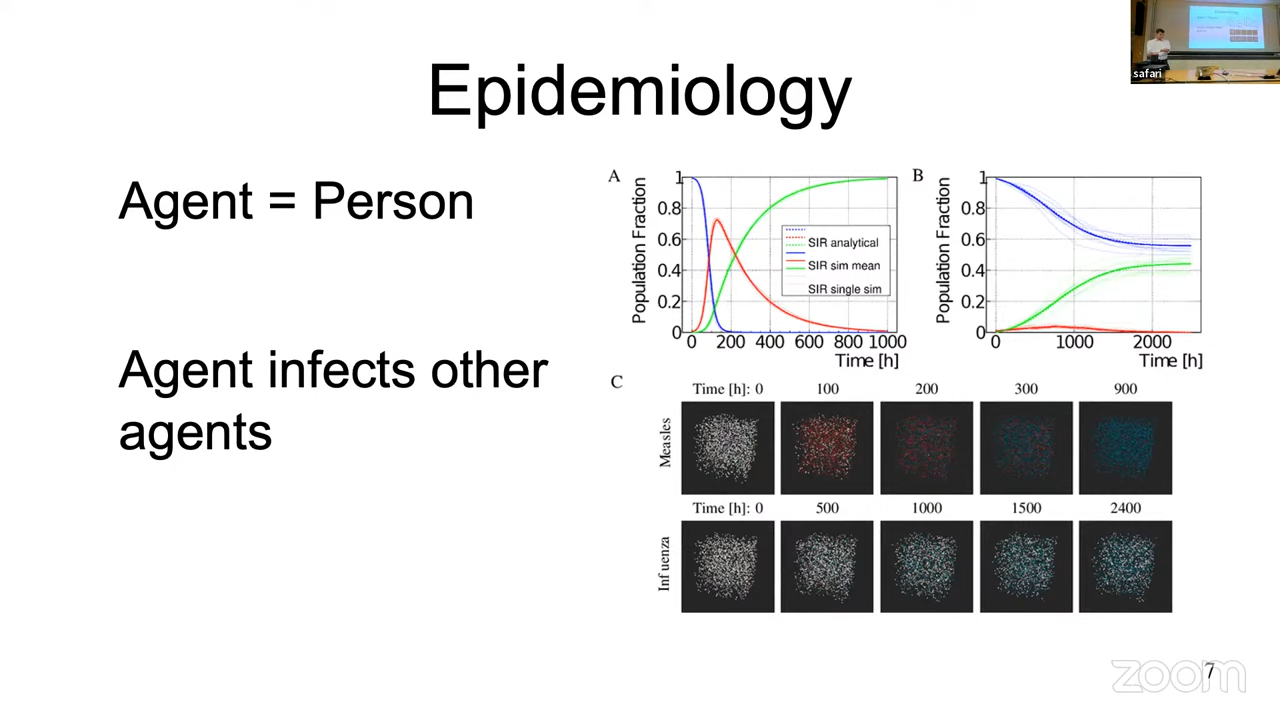 Epidemiology
safari
Agent = Person
Agent infects other
agents
A
Population Fraction
1
0.8
0.6
0.4
0.2
0
0 200 400 600 800 1000
Time [h]
SIR analytical
SIR sim mean
SIR single sim
B
Population Fraction
1
0.8
0.6
0.4
0.2
0
0 1000 2000
Time [h]
C
Time [h]: 0 100 200 300 900
Measles
Time [h]: 0 500 1000 1500 2400
Influenza
7
zoom